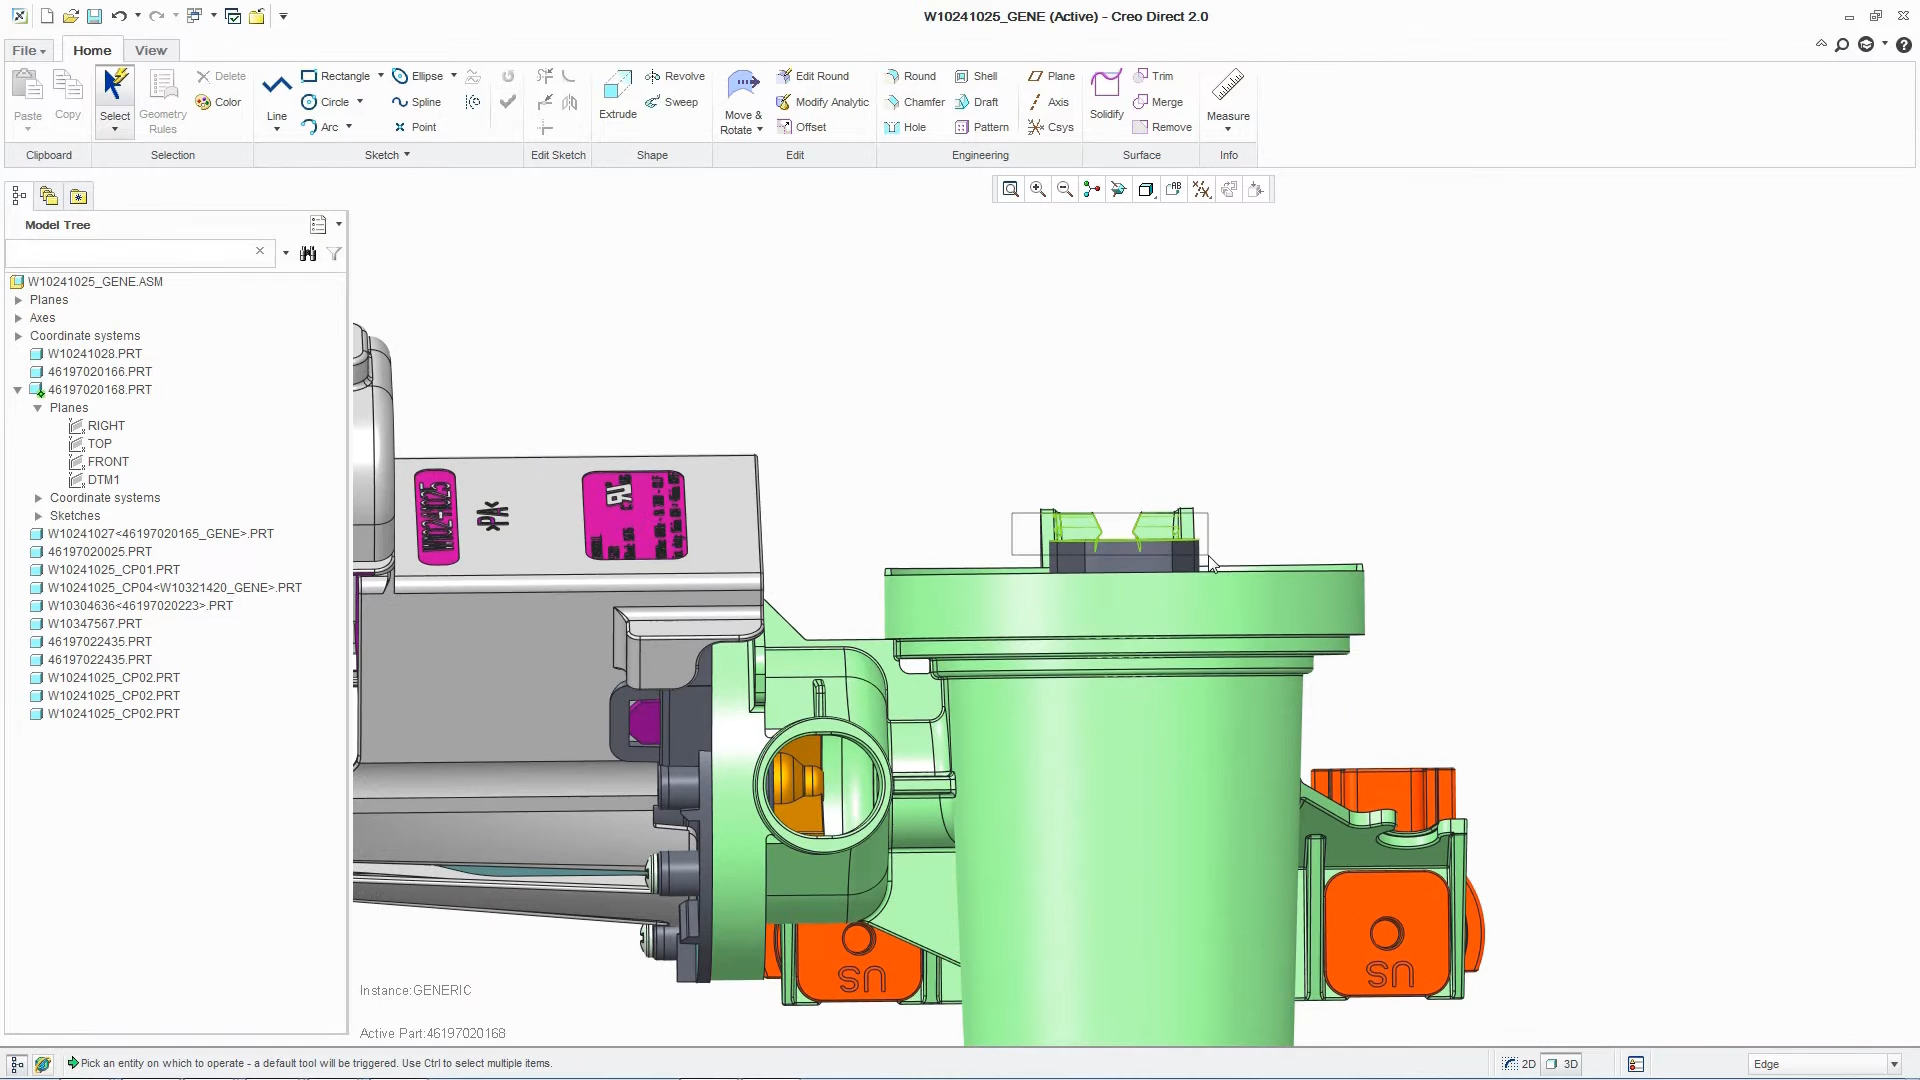 W10241025_GENE (Active) - Creo Direct 2.0
File
Home
View
Paste
Copy
Clipboard
Select
Geometry Rules
Delete
Color
Selection
Line
Rectangle
Circle
Arc
Ellipse
Spline
Point
Sketch
Edit Sketch
Extrude
Revolve
Sweep
Shape
Move & Rotate
Edit Round
Modify Analytic
Offset
Edit
Round
Chamfer
Hole
Shell
Draft
Pattern
Plane
Axis
Csys
Engineering
Solidify
Trim
Merge
Remove
Surface
Measure
Info
Model Tree
W10241025_GENE.ASM
Planes
Axes
Coordinate systems
W10241028.PRT
46197020166.PRT
46197020168.PRT
Planes
RIGHT
TOP
FRONT
DTM1
Coordinate systems
Sketches
W10241027<46197020165_GENE>.PRT
46197020025.PRT
W10241025_CP01.PRT
W10241025_CP04<W10321420_GENE>.PRT
W10304636<46197020223>.PRT
W10347567.PRT
46197022435.PRT
46197022435.PRT
W10241025_CP02.PRT
W10241025_CP02.PRT
W10241025_CP02.PRT
>PA<
US
US
Instance:GENERIC
Active Part:46197020168
Pick an entity on which to operate - a default tool will be triggered. Use Ctrl to select multiple items.
2D
3D
Edge